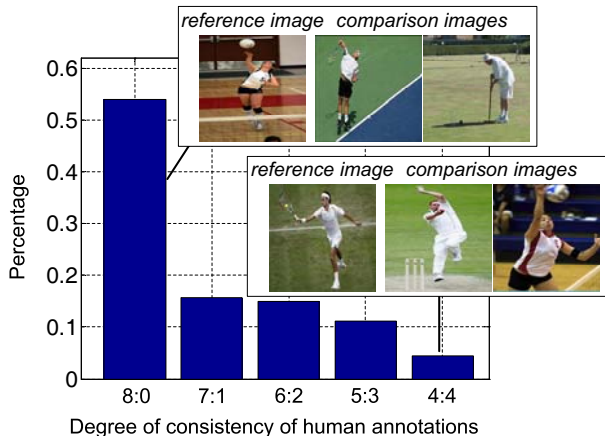 reference image comparison images
reference image comparison images
0.6
0.5
0.4
0.3
0.2
0.1
0
Percentage
8:0 7:1 6:2 5:3 4:4
Degree of consistency of human annotations